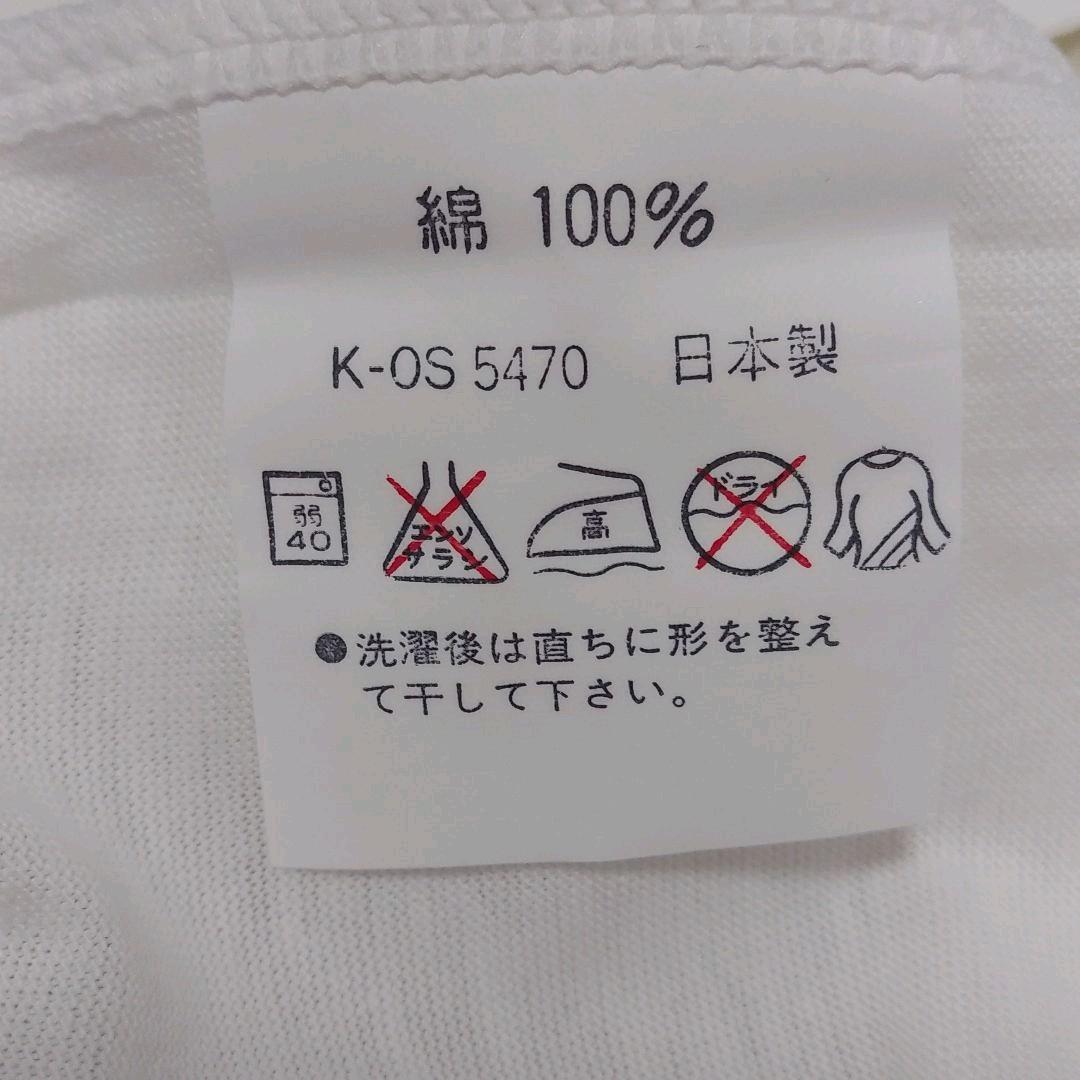 綿 100%
K-OS 5470 日本製
弱
40
エンソ
サラシ
高
ドライ
●洗濯後は直ちに形を整え
て干して下さい。